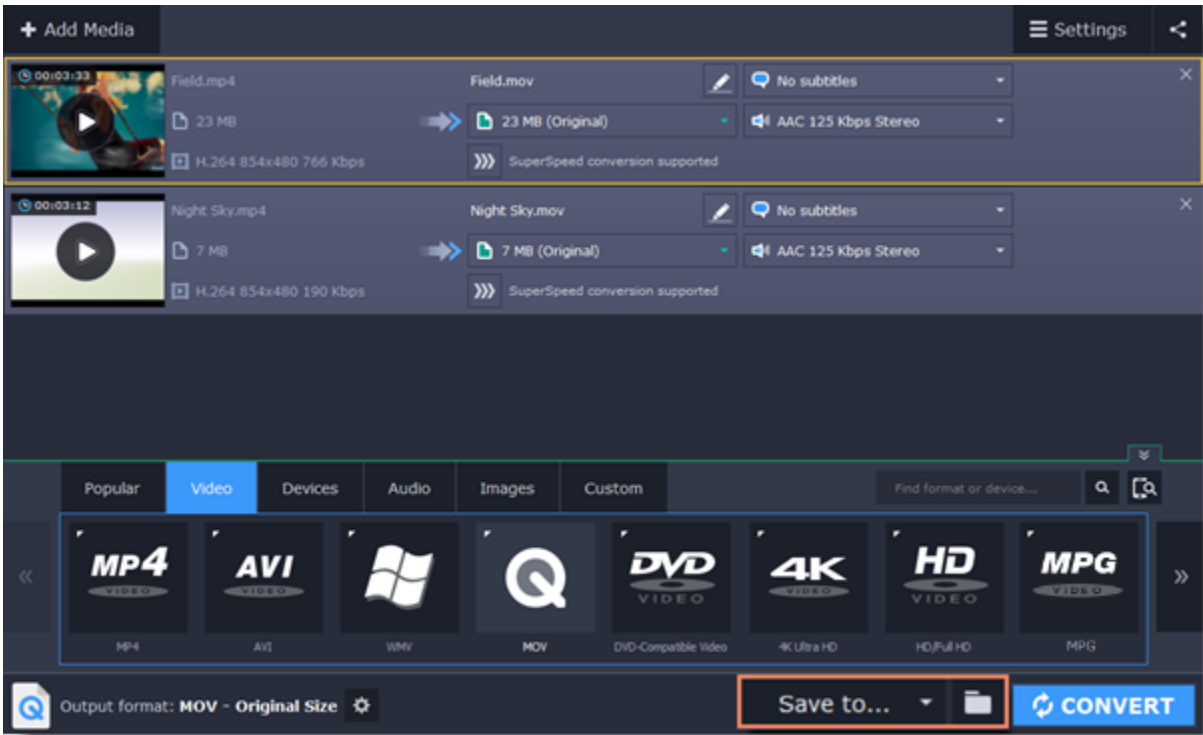 Add Media
Settings
00:03:33
Field.mp4
Field.mov
No subtitles
23 MB
23 MB (Original)
AAC 125 Kbps Stereo
H.264 854x480 766 Kbps
SuperSpeed conversion supported
00:03:12
Night Sky.mp4
Night Sky.mov
No subtitles
7 MB
7 MB (Original)
AAC 125 Kbps Stereo
H.264 854x480 190 Kbps
SuperSpeed conversion supported
Popular Video Devices Audio Images Custom
Find format or device...
MP4 VIDEO
AVI VIDEO
DVD VIDEO
4K VIDEO
HD VIDEO
MPG VIDEO
MP4 AVI WMV MOV DVD-Compatible Video 4K Ultra HD HD/Full HD MPG
Output format: MOV - Original Size
Save to...
CONVERT